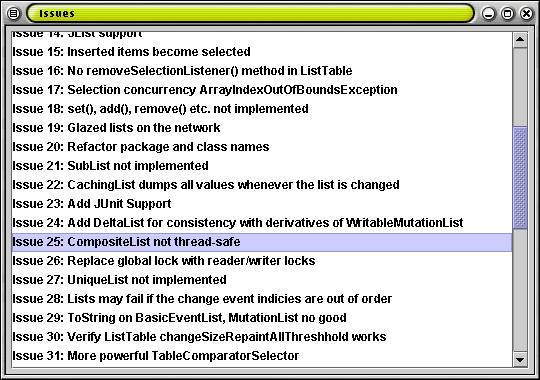 Issues
Issue 14: JList support
Issue 15: Inserted items become selected
Issue 16: No removeSelectionListener() method in ListTable
Issue 17: Selection concurrency ArrayIndexOutOfBoundsException
Issue 18: set(), add(), remove() etc. not implemented
Issue 19: Glazed lists on the network
Issue 20: Refactor package and class names
Issue 21: SubList not implemented
Issue 22: CachingList dumps all values whenever the list is changed
Issue 23: Add JUnit Support
Issue 24: Add DeltaList for consistency with derivatives of WritableMutationList
Issue 25: CompositeList not thread-safe
Issue 26: Replace global lock with reader/writer locks
Issue 27: UniqueList not implemented
Issue 28: Lists may fail if the change event indicies are out of order
Issue 29: ToString on BasicEventList, MutationList no good
Issue 30: Verify ListTable changeSizeRepaintAllThreshhold works
Issue 31: More powerful TableComparatorSelector